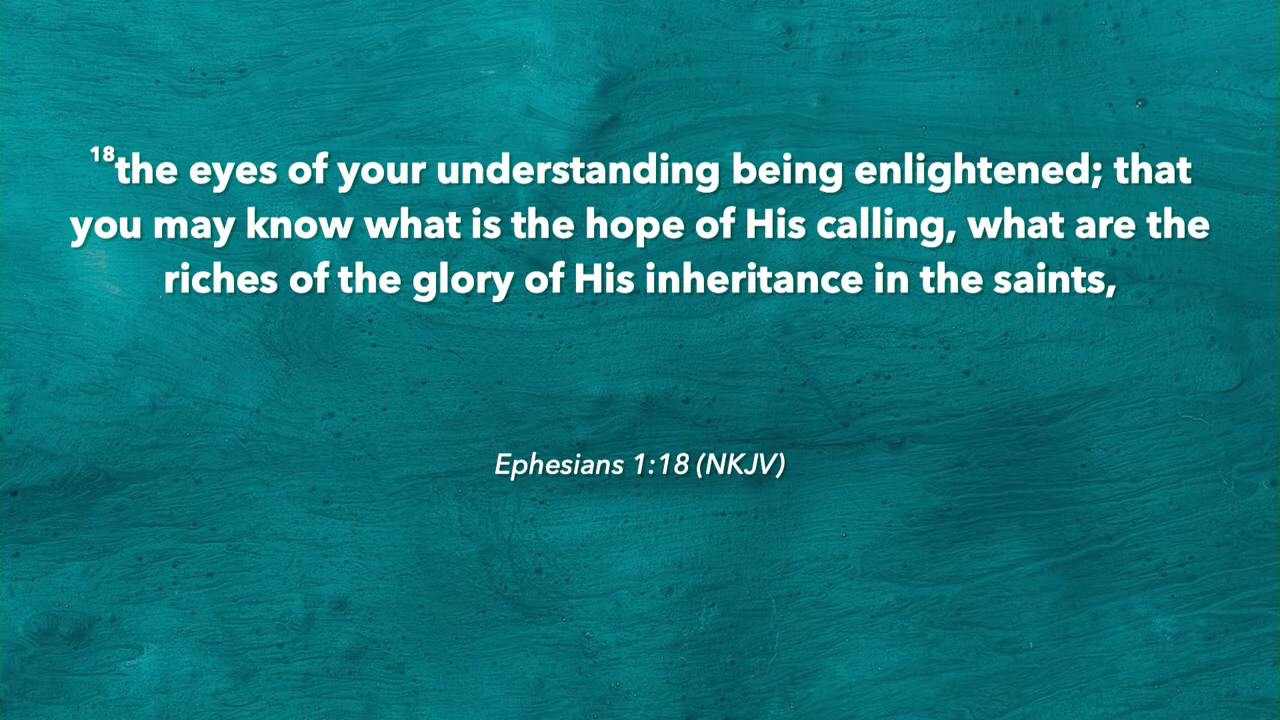 18the eyes of your understanding being enlightened; that
you may know what is the hope of His calling, what are the
riches of the glory of His inheritance in the saints,
Ephesians 1:18 (NKJV)